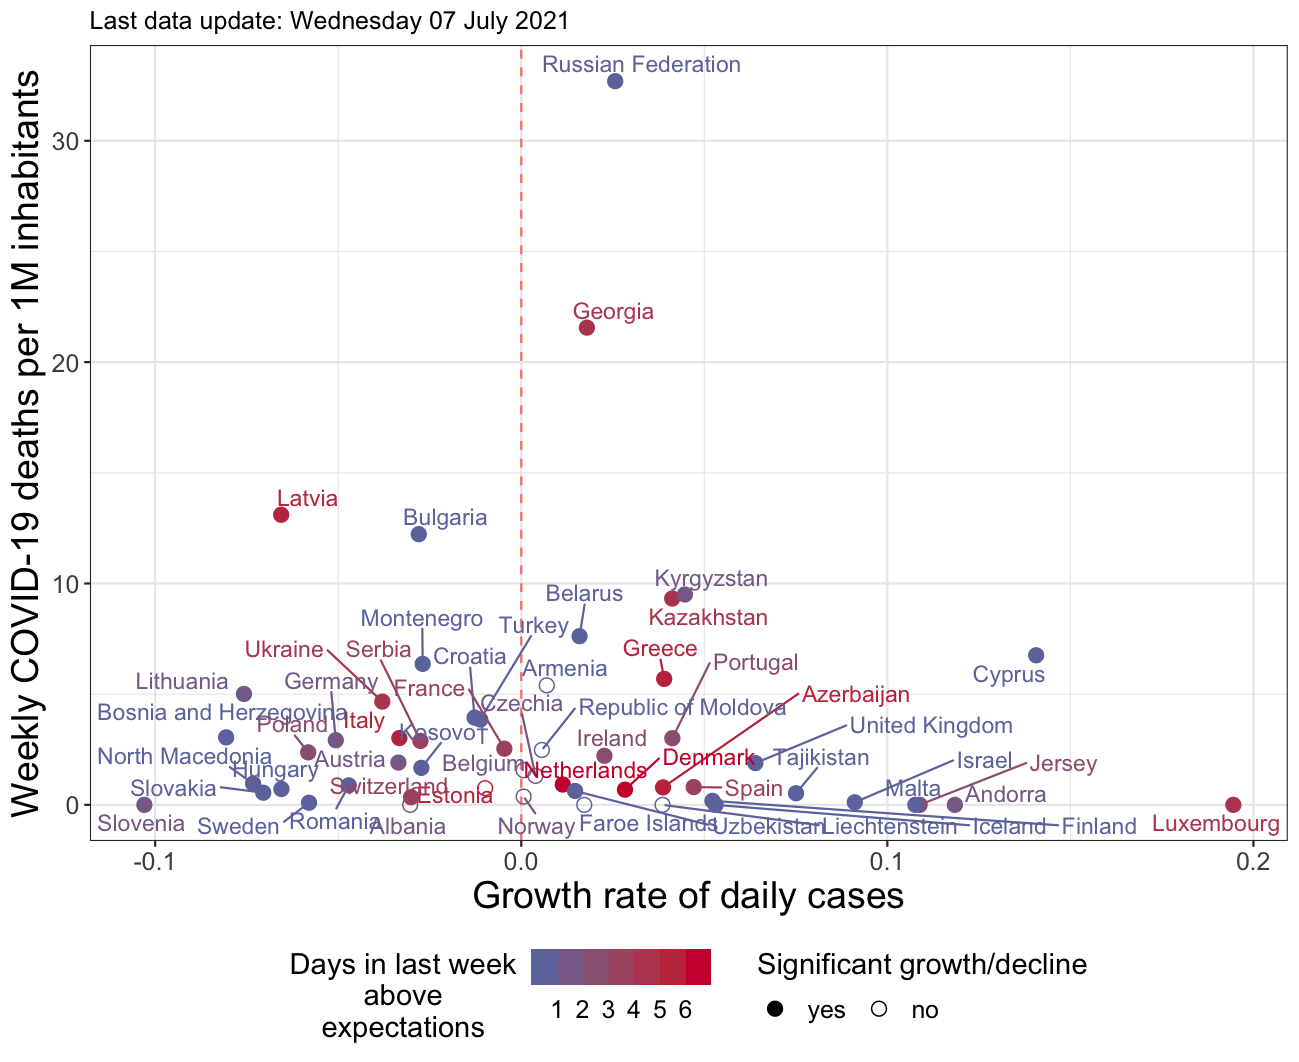 Last data update: Wednesday 07 July 2021
Weekly COVID-19 deaths per 1M inhabitants
30
20
10
0
Russian Federation
Georgia
Latvia
Bulgaria
Kyrgyzstan
Belarus
Kazakhstan
Montenegro
Turkey
Ukraine
Serbia
Greece
Croatia
Armenia
Portugal
Cyprus
Lithuania
Germany
France
Azerbaijan
Czechia
Bosnia and Herzegovina
Republic of Moldova
Poland
Italy
United Kingdom
Kosovo
Ireland
North Macedonia
Austria
Belgium
Denmark
Tajikistan
Israel
Jersey
Hungary
Netherlands
Slovakia
Switzerland
Estonia
Spain
Malta
Andorra
Slovenia
Sweden
Romania
Albania
Norway
Faroe Islands
Uzbekistan
Liechtenstein
Iceland
Finland
Luxembourg
-0.1
0.0
0.1
0.2
Growth rate of daily cases
Days in last week
above
expectations
1 2 3 4 5 6
Significant growth/decline
yes
no